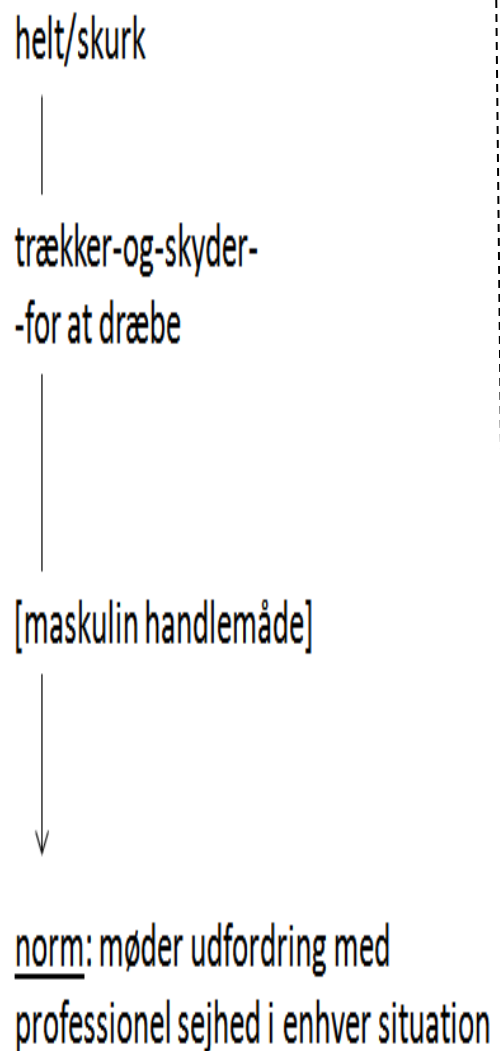 helt/skurk
trækker-og-skyder-
-for at dræbe
[maskulin handlemåde]
norm: møder udfordring med
professionel sejhed i enhver situation